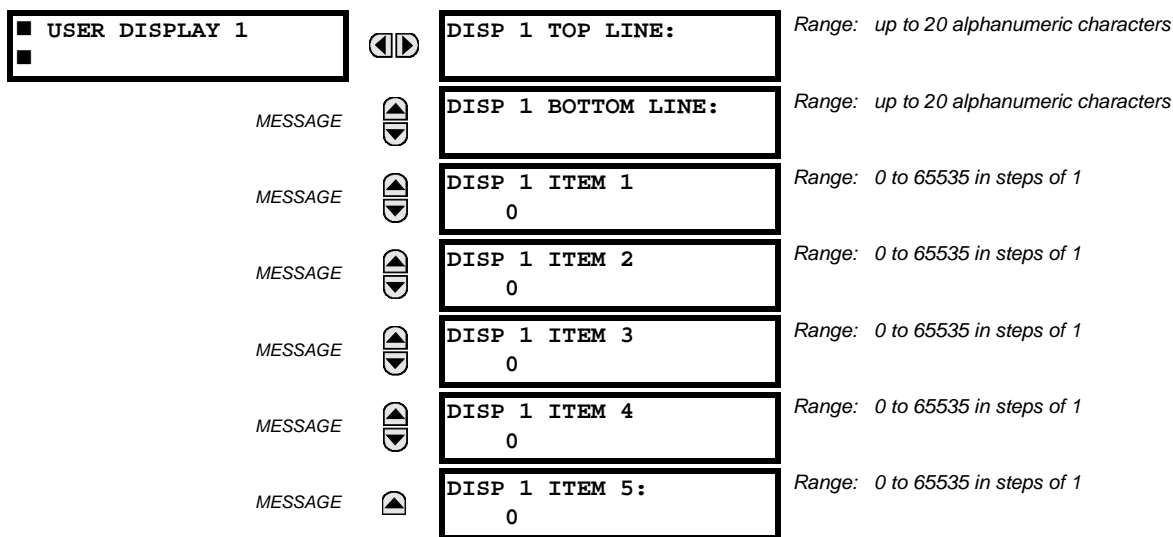 ■ USER DISPLAY 1
■
DISP 1 TOP LINE:
Range: up to 20 alphanumeric characters
MESSAGE
DISP 1 BOTTOM LINE:
Range: up to 20 alphanumeric characters
MESSAGE
DISP 1 ITEM 1
0
Range: 0 to 65535 in steps of 1
MESSAGE
DISP 1 ITEM 2
0
Range: 0 to 65535 in steps of 1
MESSAGE
DISP 1 ITEM 3
0
Range: 0 to 65535 in steps of 1
MESSAGE
DISP 1 ITEM 4
0
Range: 0 to 65535 in steps of 1
MESSAGE
DISP 1 ITEM 5:
0
Range: 0 to 65535 in steps of 1